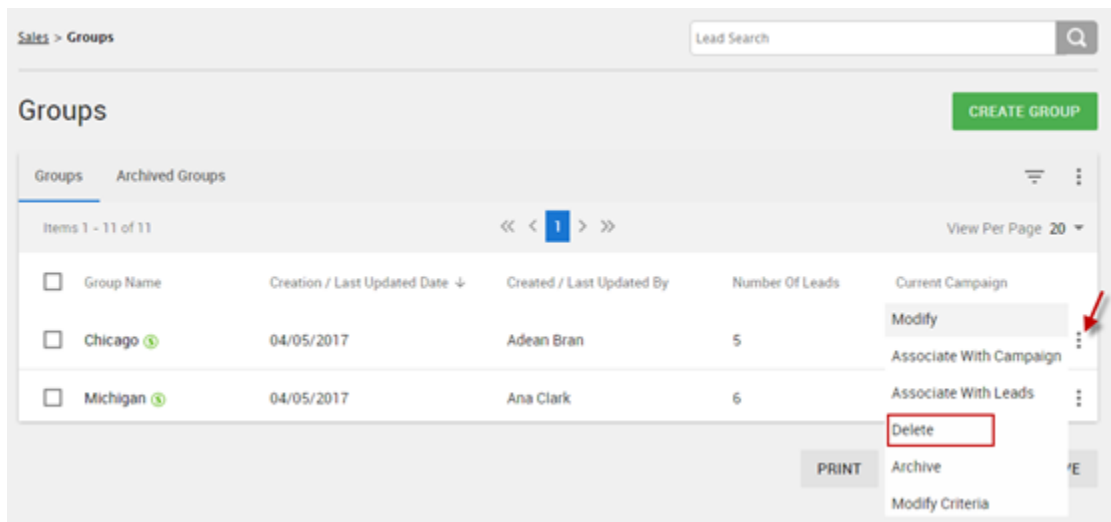 Sales > Groups
Lead Search
Groups
CREATE GROUP
Groups Archived Groups
Items 1 - 11 of 11 << < 1 > >> View Per Page 20
Group Name Creation / Last Updated Date ↓ Created / Last Updated By Number Of Leads Current Campaign
Modify
Chicago 04/05/2017 Adean Bran 5
Associate With Campaign
Associate With Leads
Michigan 04/05/2017 Ana Clark 6
Delete
PRINT Archive
Modify Criteria